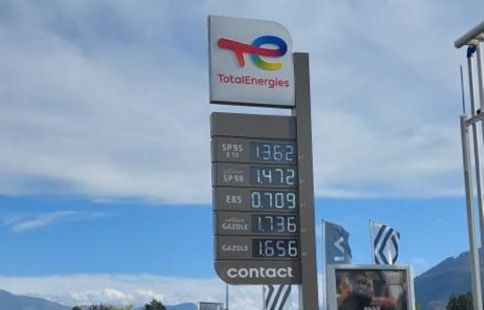 TotalEnergies
SP95
E10
1.362
SP98
1.472
E85
0.709
GAZOLE
1.736
GAZOLE
1.656
contact